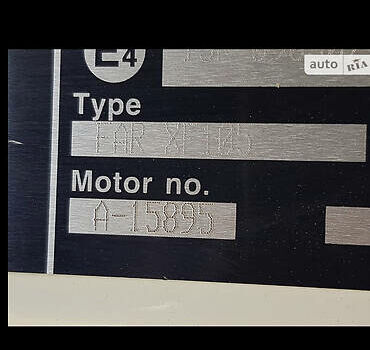 E4
auto RIA
Type
FAR XF105
Motor no.
A-15895